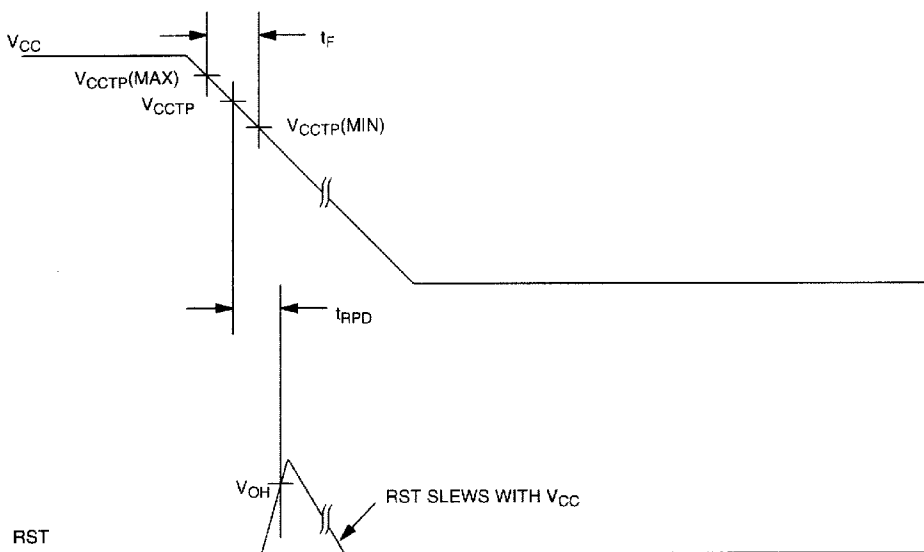 t_F
V_CC
V_CCTP(MAX)
V_CCTP
V_CCTP(MIN)
t_RPD
V_OH
RST SLEWS WITH V_CC
RST